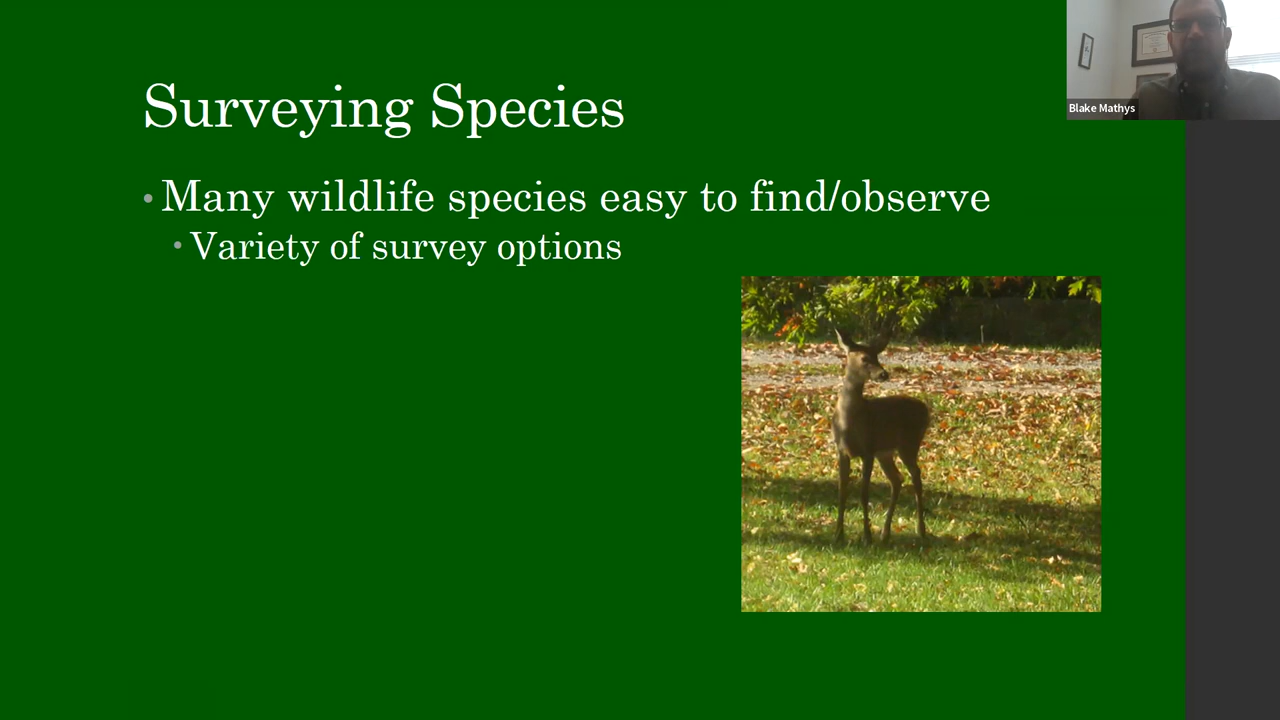 Surveying Species
• Many wildlife species easy to find/observe
• Variety of survey options
Blake Mathys